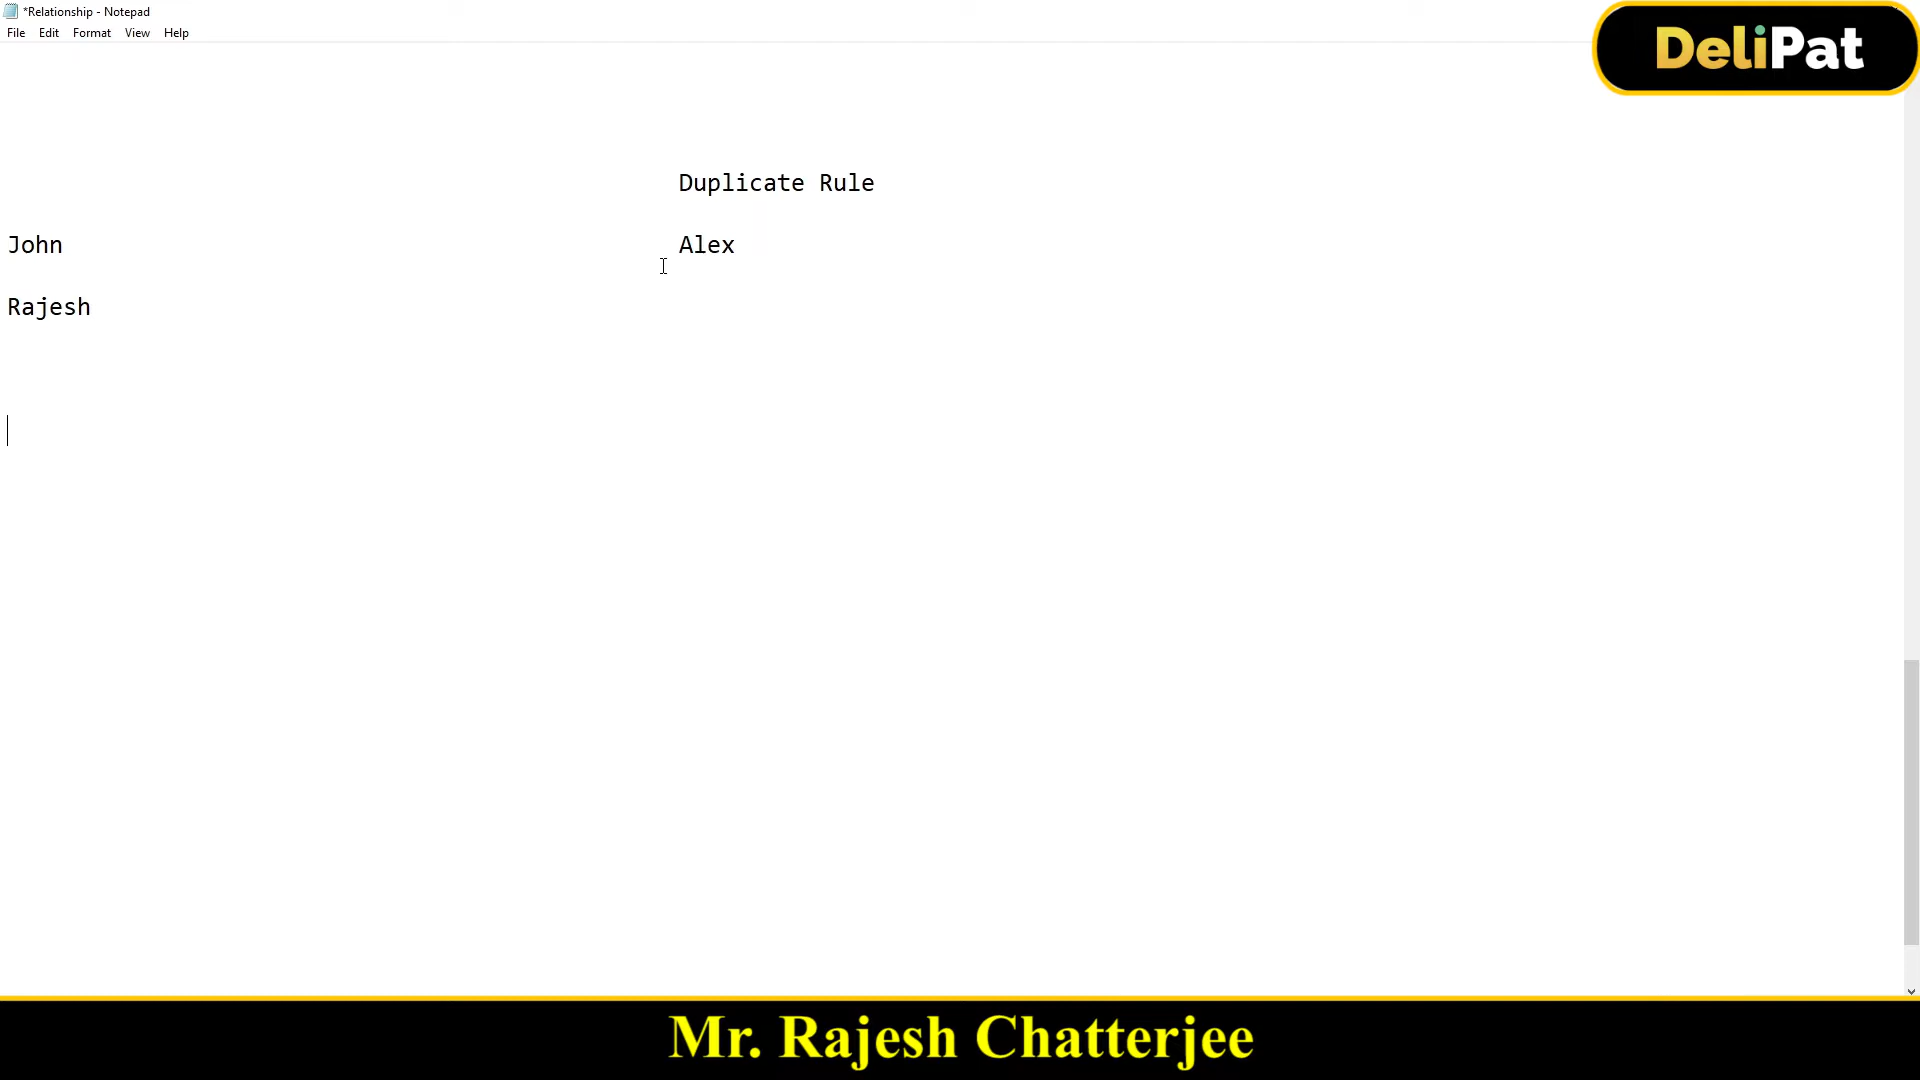 *Relationship - Notepad
File Edit Format View Help
DeliPat
Duplicate Rule
John Alex
Rajesh
Mr. Rajesh Chatterjee